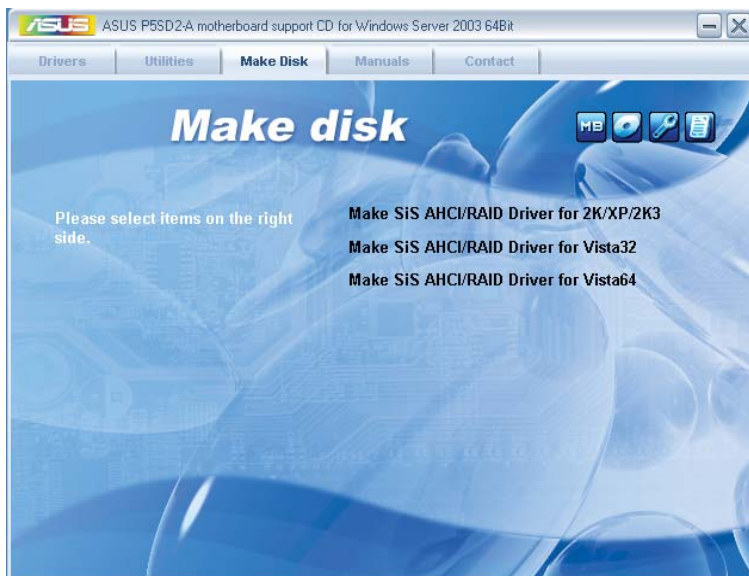 ASUS ASUS P5SD2-A motherboard support CD for Windows Server 2003 64Bit
Drivers Utilities Make Disk Manuals Contact
Make disk
MB
Please select items on the right
side.
Make SiS AHCI/RAID Driver for 2K/XP/2K3
Make SiS AHCI/RAID Driver for Vista32
Make SiS AHCI/RAID Driver for Vista64